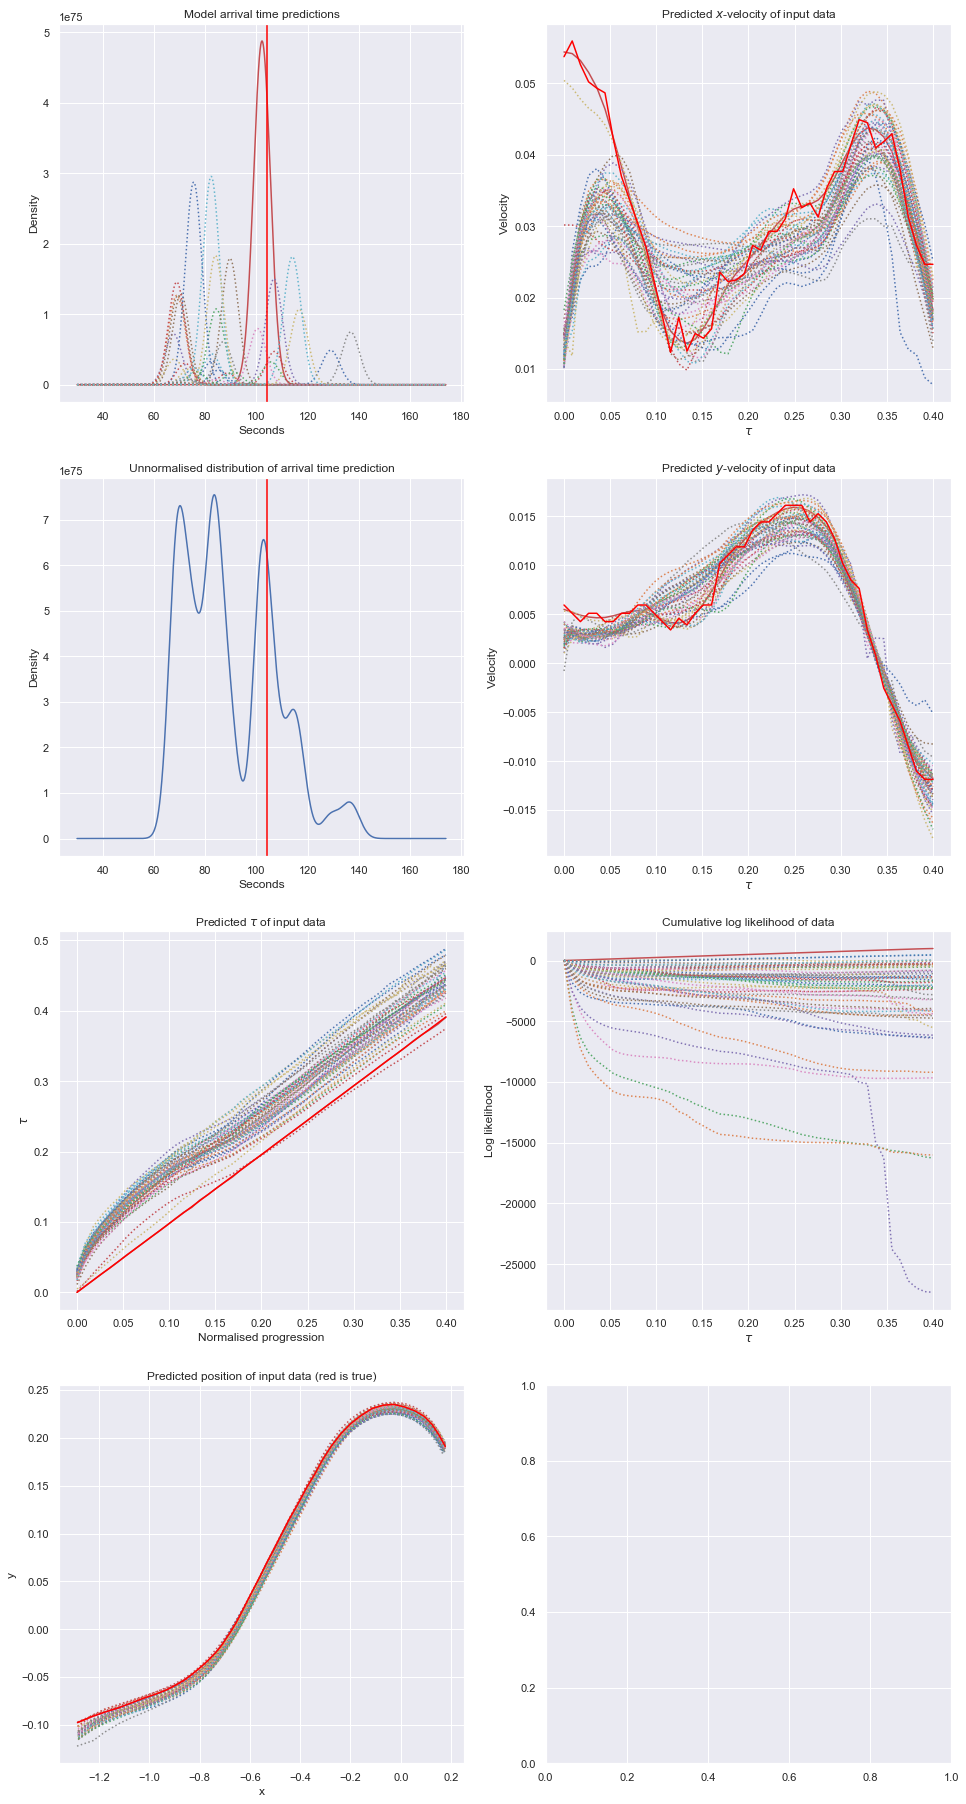 Model arrival time predictions
1e75
5
4
3
2
1
0
Density
40 60 80 100 120 140 160 180
Seconds
Predicted x-velocity of input data
0.05
0.04
0.03
0.02
0.01
Velocity
0.00 0.05 0.10 0.15 0.20 0.25 0.30 0.35 0.40
τ
Unnormalised distribution of arrival time prediction
1e75
7
6
5
4
3
2
1
0
Density
40 60 80 100 120 140 160 180
Seconds
Predicted y-velocity of input data
0.015
0.010
0.005
0.000
−0.005
−0.010
−0.015
Velocity
0.00 0.05 0.10 0.15 0.20 0.25 0.30 0.35 0.40
τ
Predicted τ of input data
0.5
0.4
0.3
0.2
0.1
0.0
τ
0.00 0.05 0.10 0.15 0.20 0.25 0.30 0.35 0.40
Normalised progression
Cumulative log likelihood of data
0
−5000
−10000
−15000
−20000
−25000
Log likelihood
0.00 0.05 0.10 0.15 0.20 0.25 0.30 0.35 0.40
τ
Predicted position of input data (red is true)
0.25
0.20
0.15
0.10
0.05
0.00
−0.05
−0.10
y
−1.2 −1.0 −0.8 −0.6 −0.4 −0.2 0.0 0.2
x
1.0
0.8
0.6
0.4
0.2
0.0
0.0 0.2 0.4 0.6 0.8 1.0